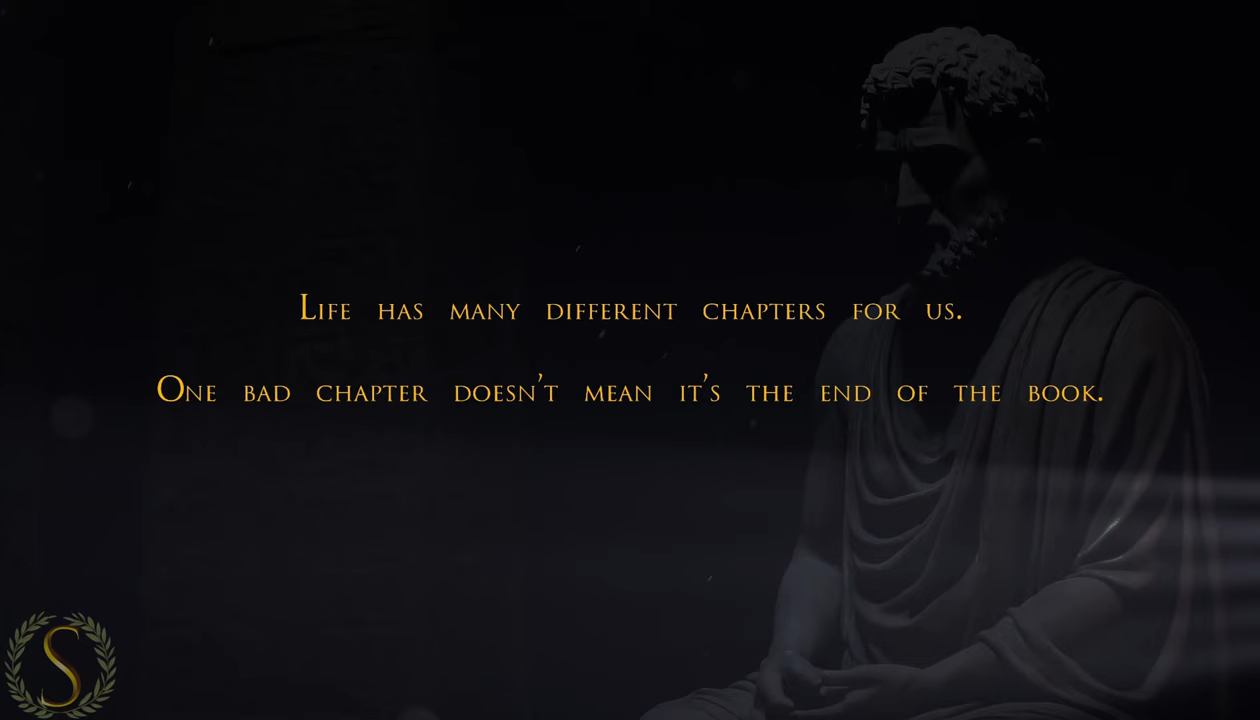 Life has many different chapters for us.
One bad chapter doesn't mean it's the end of the book.
S